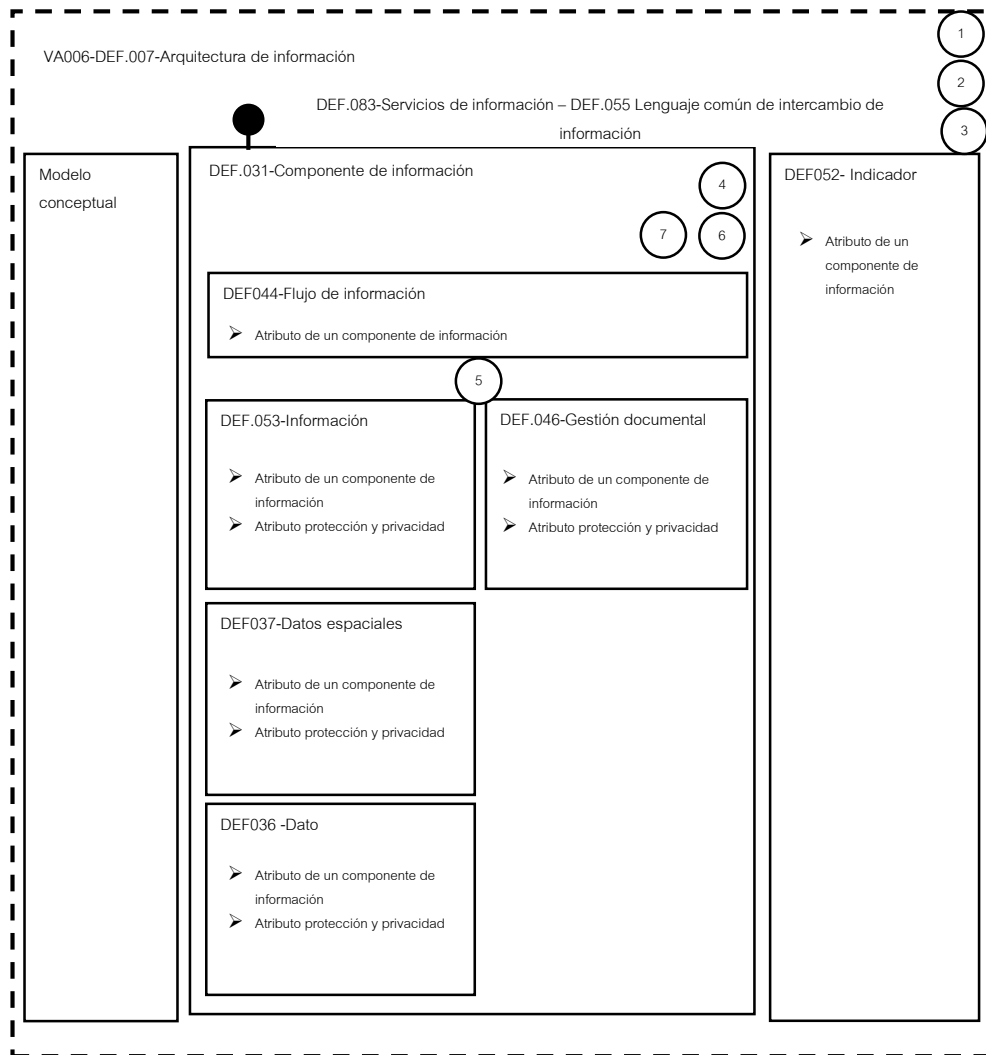 1
VA006-DEF.007-Arquitectura de información
2
DEF.083-Servicios de información – DEF.055 Lenguaje común de intercambio de
información
3
Modelo
conceptual
DEF.031-Componente de información
4
7
6
DEF044-Flujo de información
➢ Atributo de un componente de información
5
DEF.053-Información
➢ Atributo de un componente de
información
➢ Atributo protección y privacidad
DEF.046-Gestión documental
➢ Atributo de un componente de
información
➢ Atributo protección y privacidad
DEF037-Datos espaciales
➢ Atributo de un componente de
información
➢ Atributo protección y privacidad
DEF036 -Dato
➢ Atributo de un componente de
información
➢ Atributo protección y privacidad
DEF052- Indicador
➢ Atributo de un
componente de
información